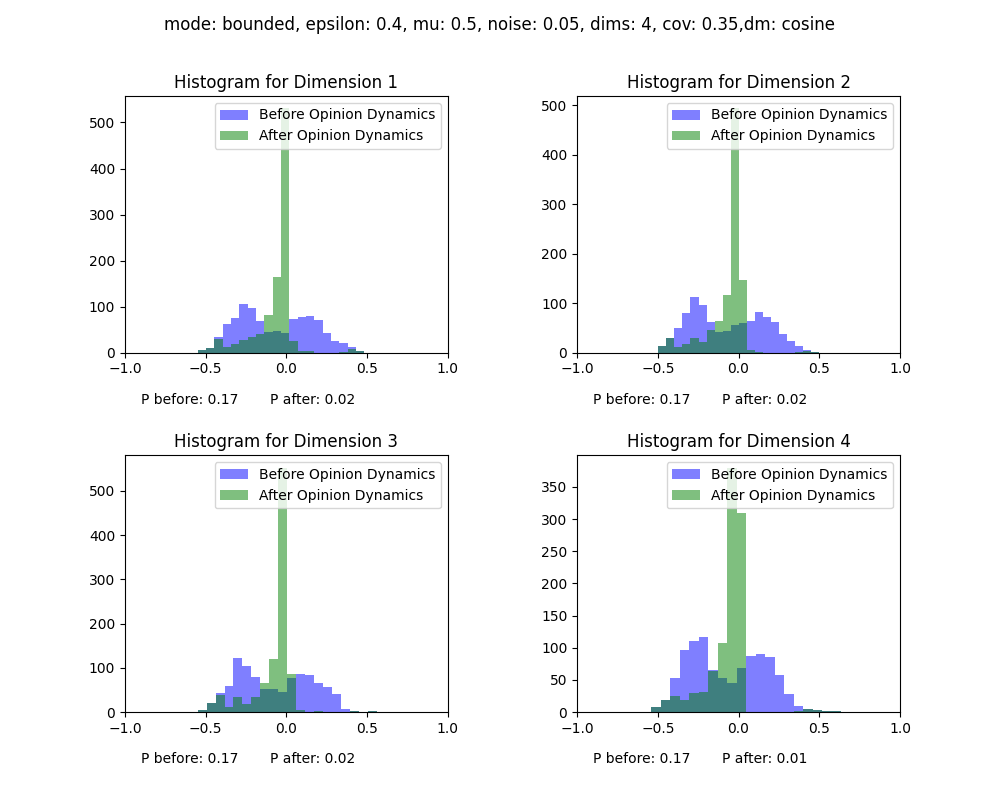 mode: bounded, epsilon: 0.4, mu: 0.5, noise: 0.05, dims: 4, cov: 0.35,dm: cosine
Histogram for Dimension 1
Before Opinion Dynamics
After Opinion Dynamics
500
400
300
200
100
0
−1.0 −0.5 0.0 0.5 1.0
P before: 0.17 P after: 0.02
Histogram for Dimension 2
Before Opinion Dynamics
After Opinion Dynamics
500
400
300
200
100
0
−1.0 −0.5 0.0 0.5 1.0
P before: 0.17 P after: 0.02
Histogram for Dimension 3
Before Opinion Dynamics
After Opinion Dynamics
500
400
300
200
100
0
−1.0 −0.5 0.0 0.5 1.0
P before: 0.17 P after: 0.02
Histogram for Dimension 4
Before Opinion Dynamics
After Opinion Dynamics
350
300
250
200
150
100
50
0
−1.0 −0.5 0.0 0.5 1.0
P before: 0.17 P after: 0.01